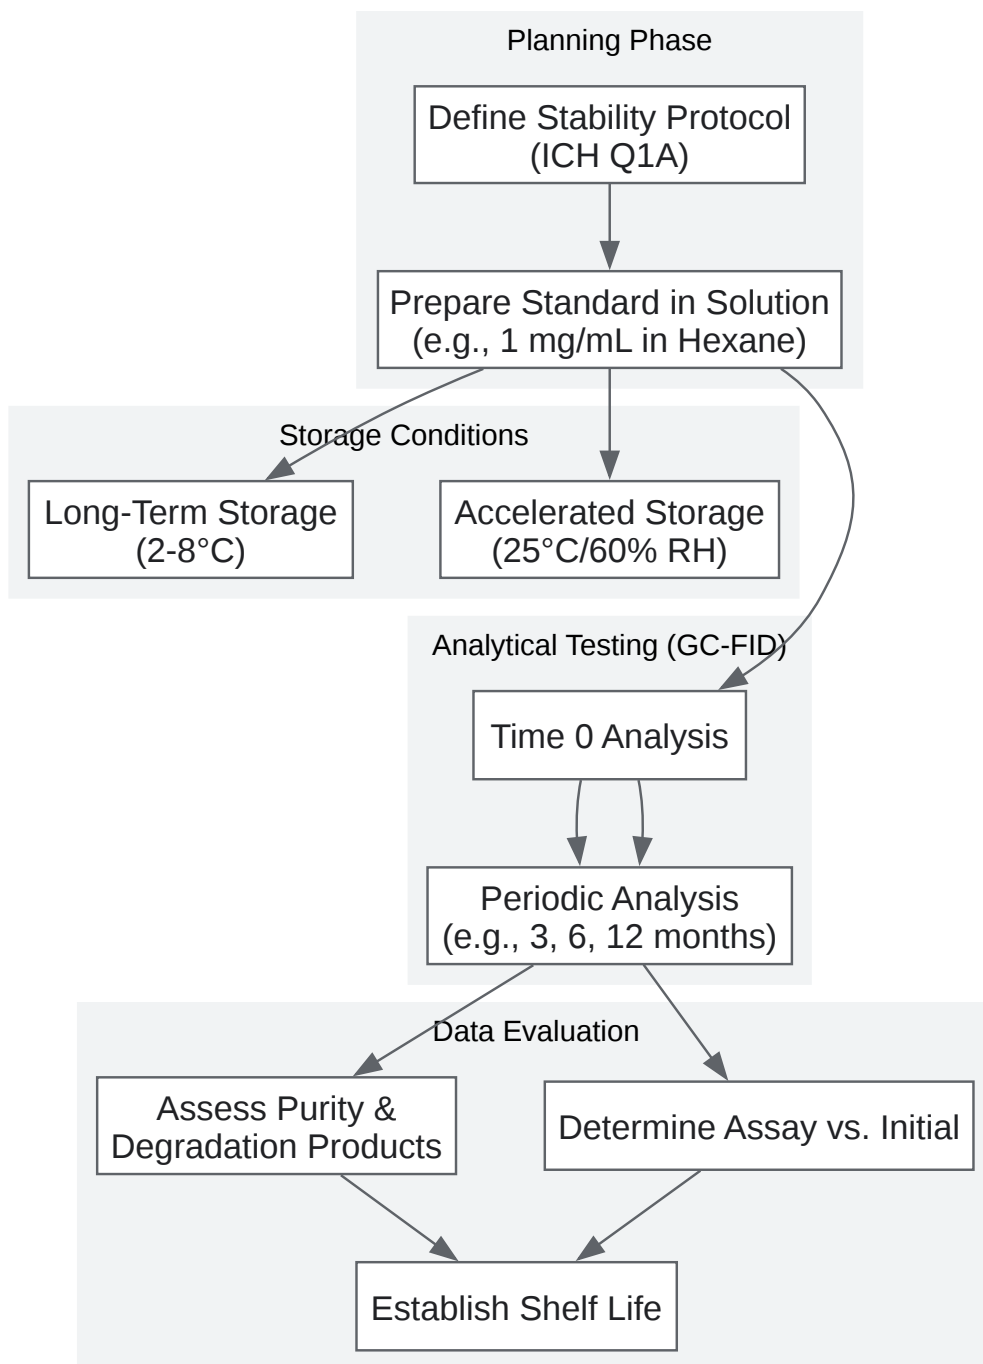 Planning Phase
Define Stability Protocol
(ICH Q1A)
Prepare Standard in Solution
(e.g., 1 mg/mL in Hexane)
Storage Conditions
Long-Term Storage
(2-8°C)
Accelerated Storage
(25°C/60% RH)
Analytical Testing (GC-FID)
Time 0 Analysis
Periodic Analysis
(e.g., 3, 6, 12 months)
Data Evaluation
Assess Purity &
Degradation Products
Determine Assay vs. Initial
Establish Shelf Life